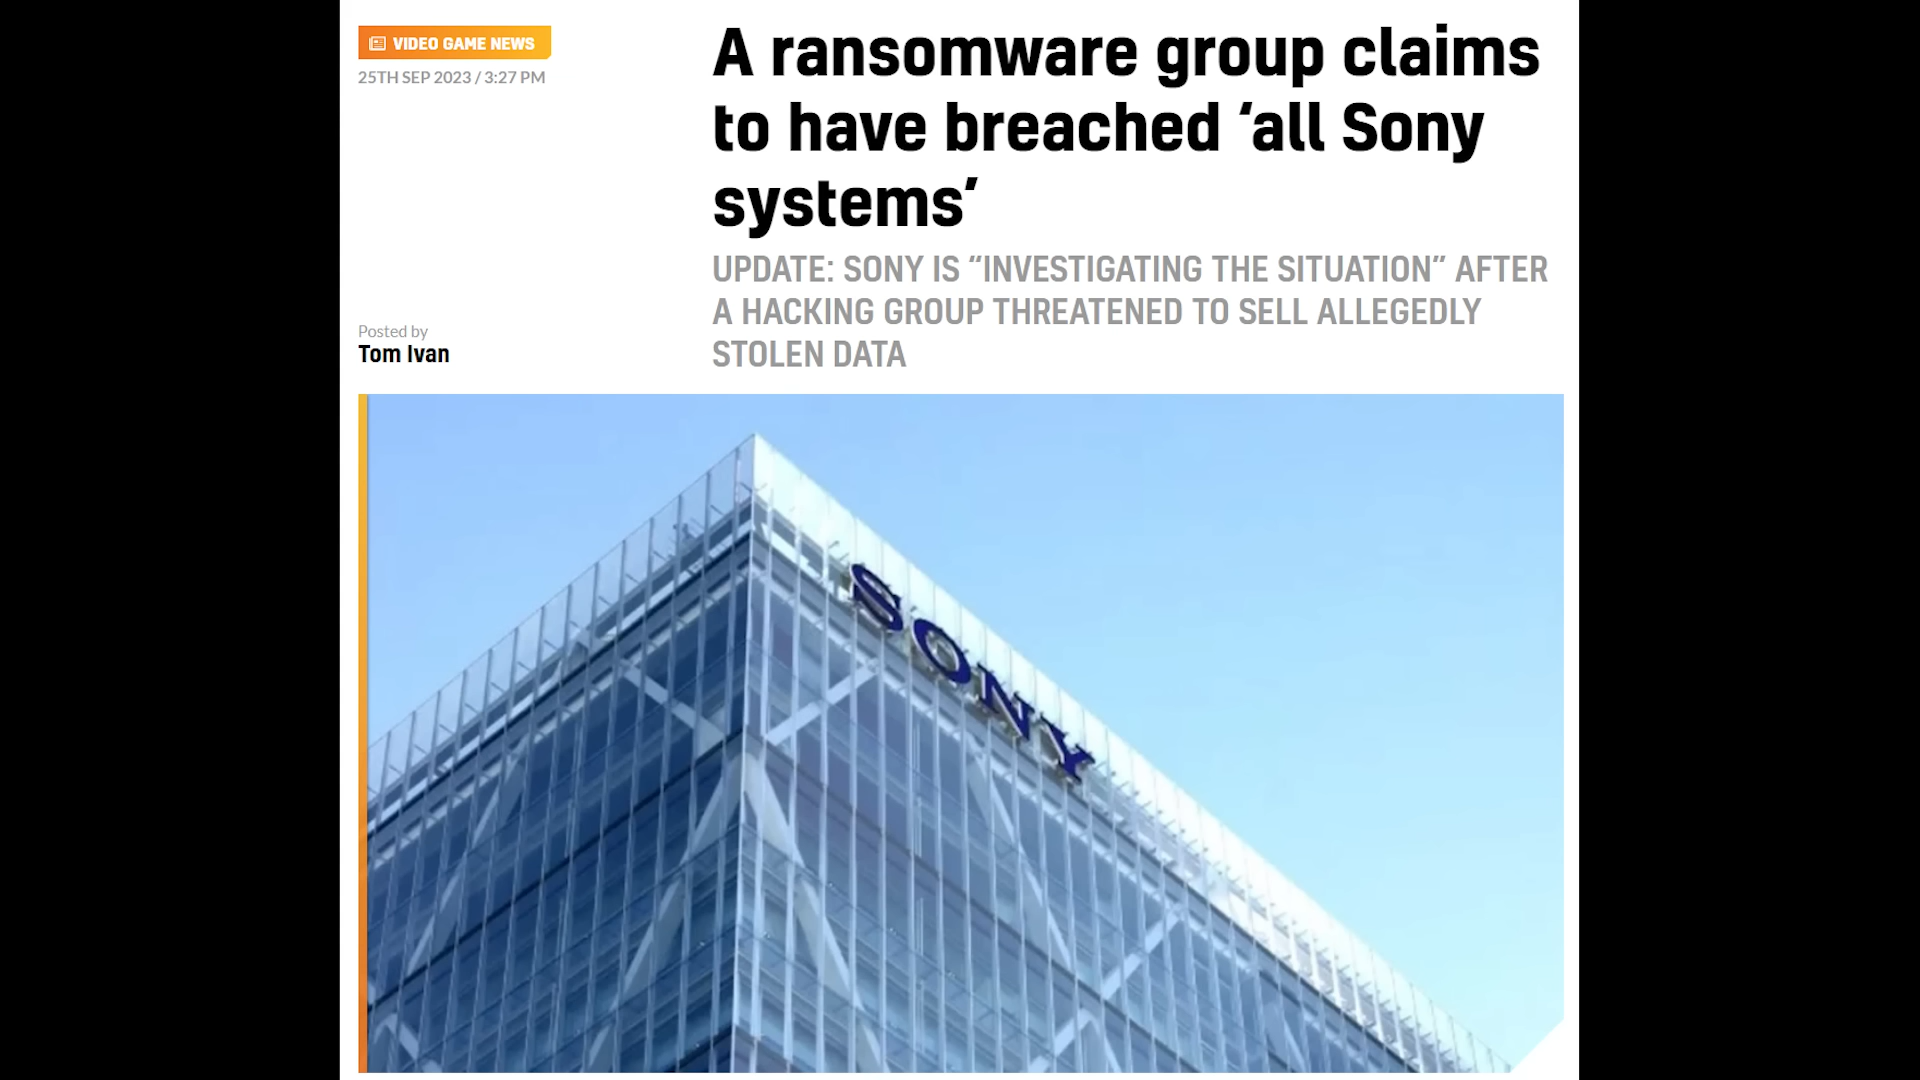 VIDEO GAME NEWS
25TH SEP 2023 / 3:27 PM
A ransomware group claims
to have breached ‘all Sony
systems’
UPDATE: SONY IS “INVESTIGATING THE SITUATION” AFTER
A HACKING GROUP THREATENED TO SELL ALLEGEDLY
STOLEN DATA
Posted by
Tom Ivan
SONY